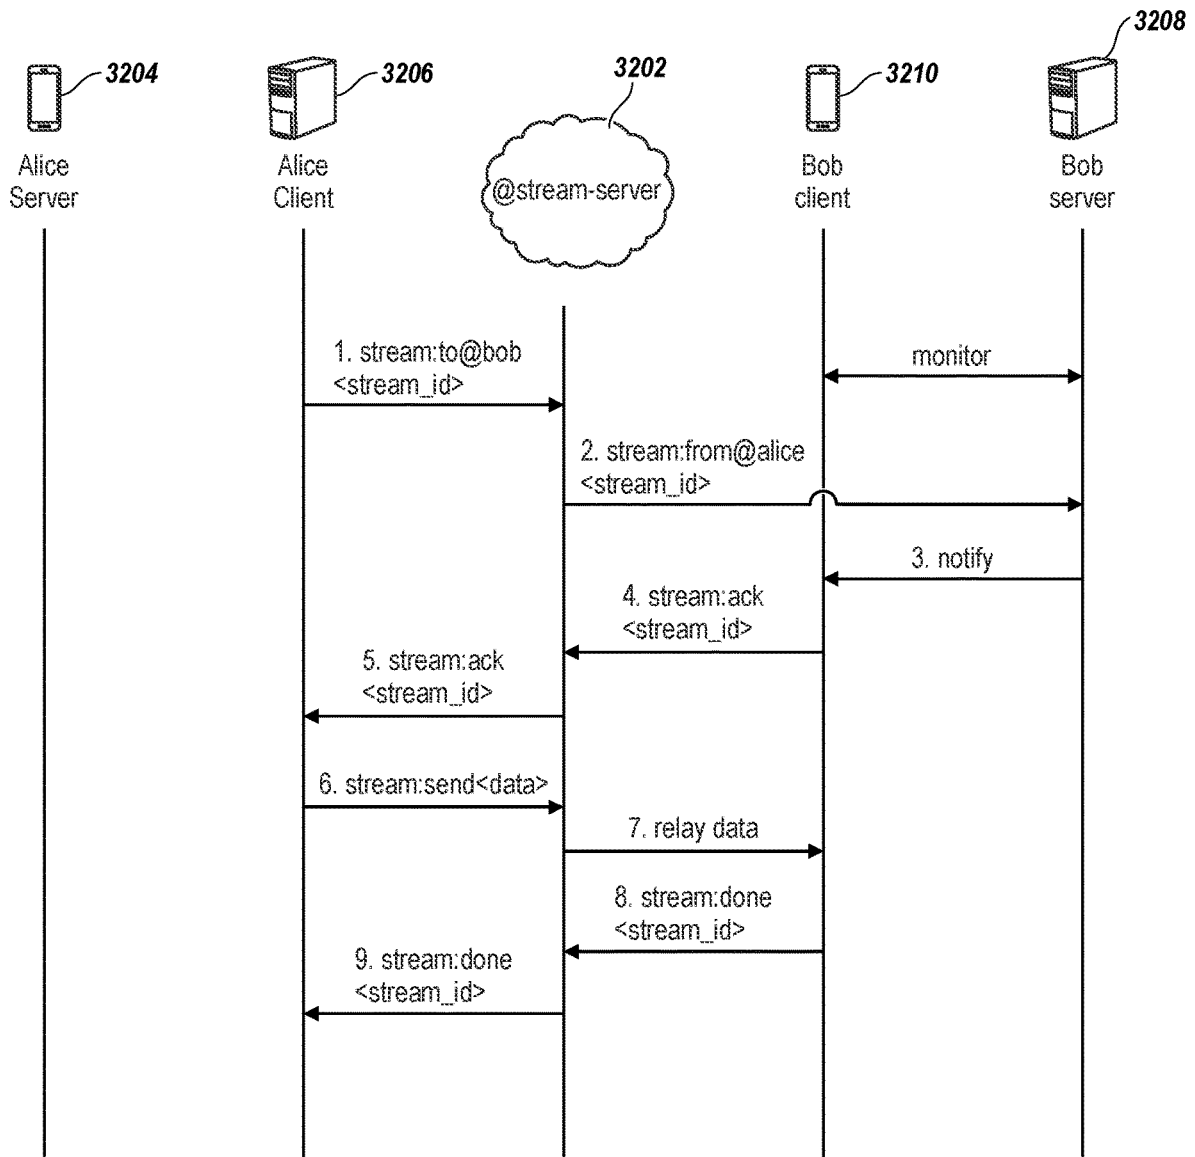 3208
3204
3206
3202
3210
Alice
Server
Alice
Client
@stream-server
Bob
client
Bob
server
1. stream:to@bob
<stream_id>
monitor
2. stream:from@alice
<stream_id>
3. notify
4. stream:ack
<stream_id>
5. stream:ack
<stream_id>
6. stream:send<data>
7. relay data
8. stream:done
<stream_id>
9. stream:done
<stream_id>